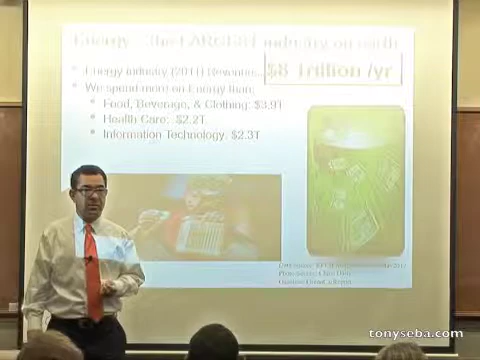 Energy - the LARGEST industry on earth
• Energy Industry (2011) Revenues... $8 Trillion /yr
• We spend more on Energy than:
• Food, Beverage, & Clothing: $3.9T
• Health Care: $2.2T
• Information Technology: $2.3T
tonyseba.com